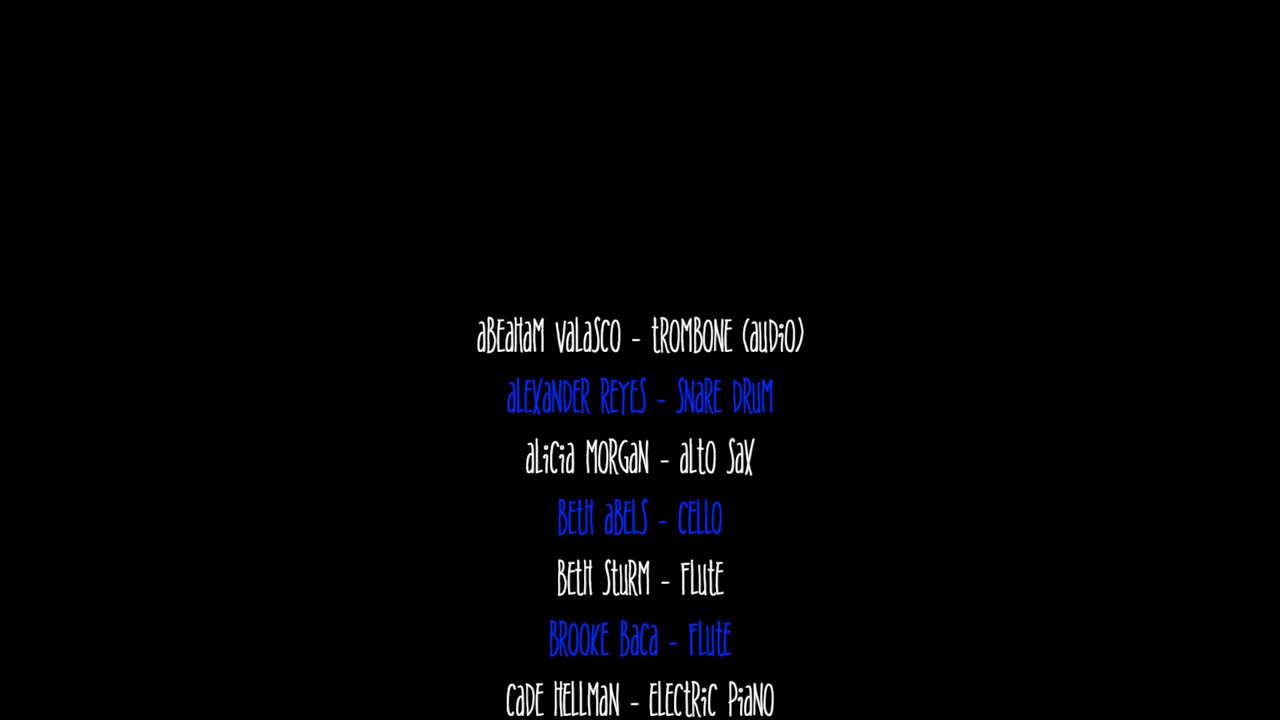 ABEAHAM VALASCO - TROMBONE (AUDIO)
ALEXANDER REYES - SNARE DRUM
ALICIA MORGAN - ALTO SAX
BETH ABELS - CELLO
BETH STURM - FLUTE
BROOKE BACA - FLUTE
CADE HELLMAN - ELECTRIC PIANO